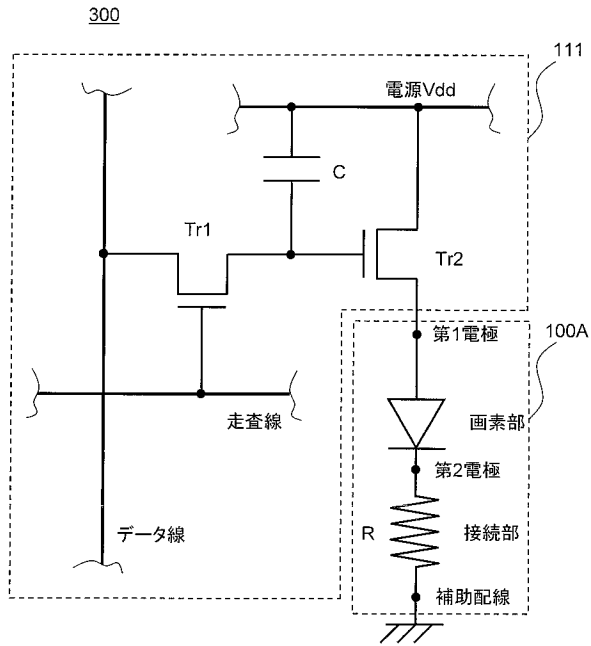 300
111
電源Vdd
C
Tr1
Tr2
第1電極
100A
走査線
画素部
第2電極
データ線
R
接続部
補助配線